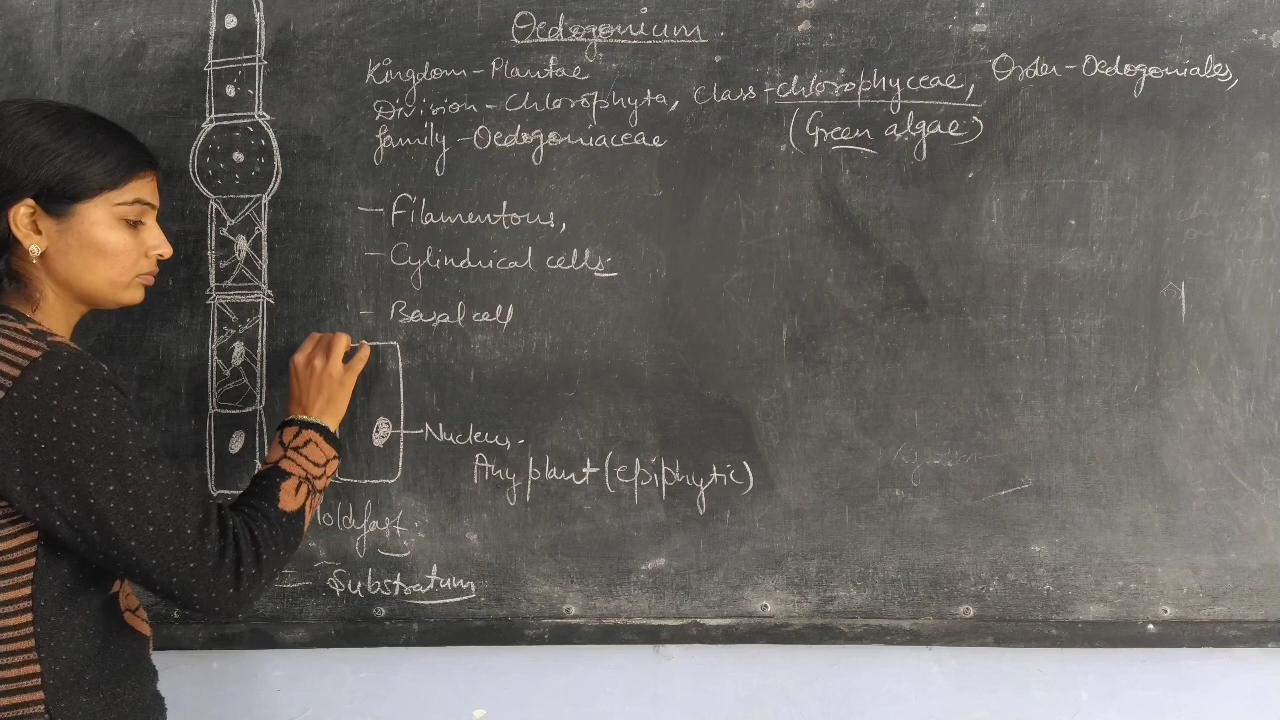 Oedogonium.
Kingdom - Plantae
Division - Chlorophyta, Class - chlorophyceae, Order - Oedogoniales,
(Green algae)
family - Oedogoniaceae
- Filamentous,
- Cylindrical cells.
- Basal cell
Nucleus.
Any plant (epiphytic)
oldfast.
- Substratum